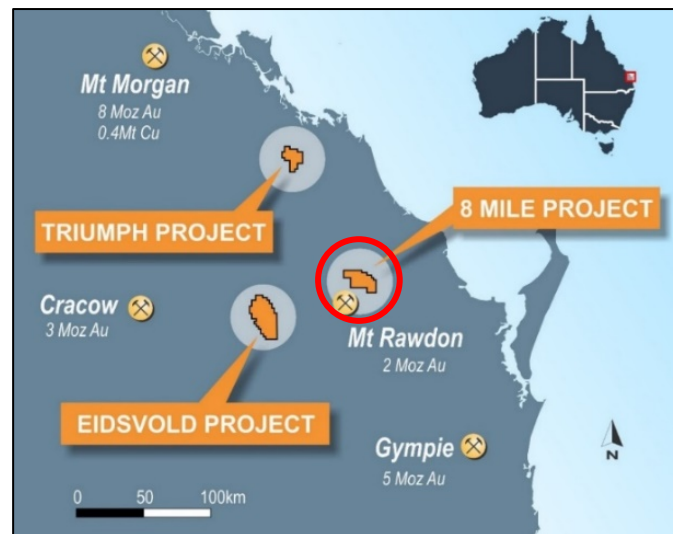 Mt Morgan
8 Moz Au
0.4Mt Cu
TRIUMPH PROJECT
8 MILE PROJECT
Cracow
3 Moz Au
Mt Rawdon
2 Moz Au
EIDSVOLD PROJECT
Gympie
5 Moz Au
N
0 50 100km